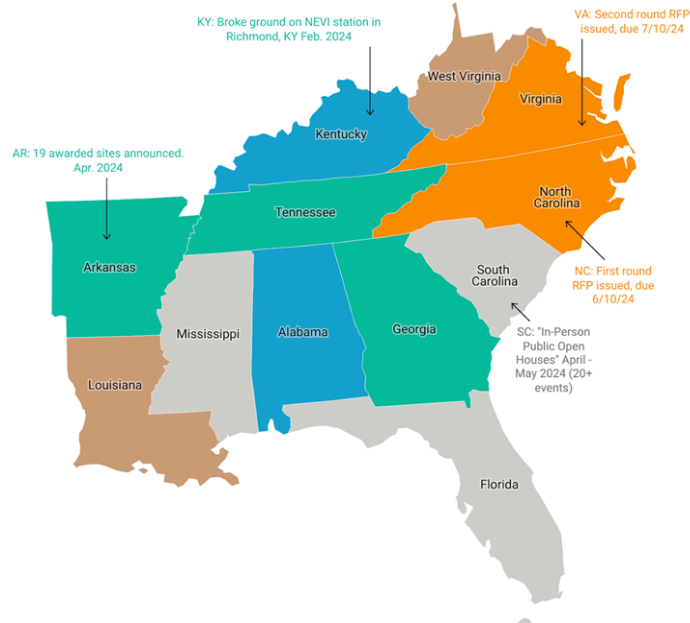 VA: Second round RFP
issued, due 7/10/24
KY: Broke ground on NEVI station in
Richmond, KY Feb. 2024
West Virginia
Virginia
Kentucky
AR: 19 awarded sites announced.
Apr. 2024
North
Carolina
Tennessee
Arkansas
NC: First round
RFP issued, due
6/10/24
South
Carolina
Mississippi
Alabama
Georgia
SC: "In-Person
Public Open
Houses" April -
May 2024 (20+
events)
Louisiana
Florida